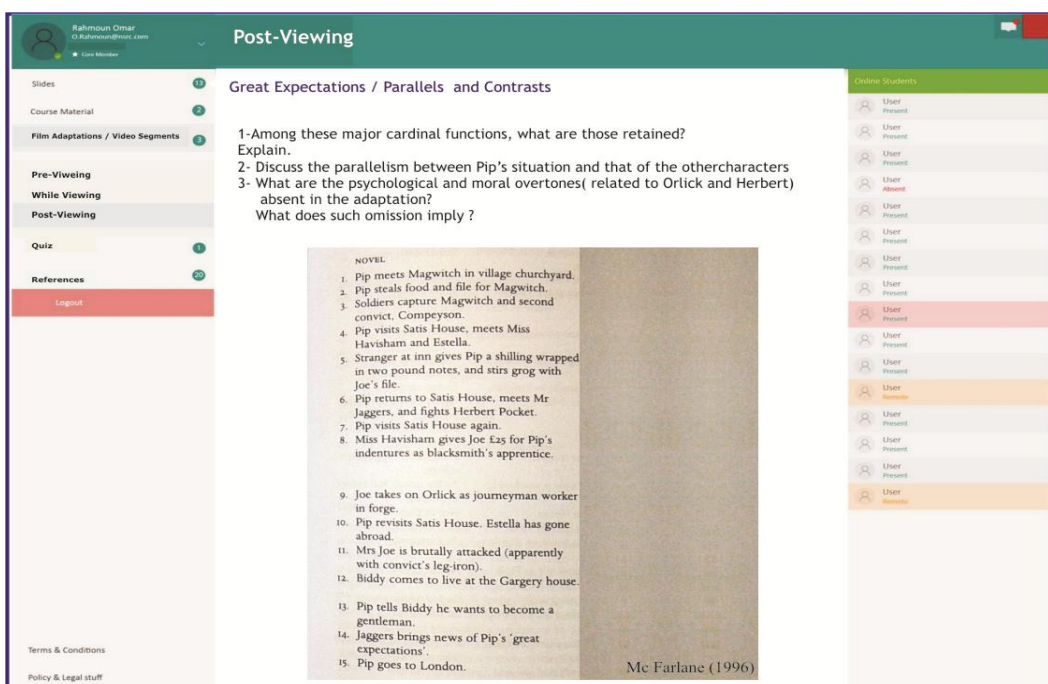 Rahmoun Omar
O.Rahmoun@nsrc.com
Core Member
Post-Viewing
Slides
13
Course Material
2
Film Adaptations / Video Segments
3
Pre-Viweing
While Viewing
Post-Viewing
Quiz
1
References
20
Logout
Terms & Conditions
Policy & Legal stuff
Great Expectations / Parallels and Contrasts
1-Among these major cardinal functions, what are those retained?
Explain.
2- Discuss the parallelism between Pip's situation and that of the othercharacters
3- What are the psychological and moral overtones( related to Orlick and Herbert)
absent in the adaptation?
What does such omission imply ?
NOVEL
1. Pip meets Magwitch in village churchyard.
2. Pip steals food and file for Magwitch.
3. Soldiers capture Magwitch and second
convict, Compeyson.
4. Pip visits Satis House, meets Miss
Havisham and Estella.
5. Stranger at inn gives Pip a shilling wrapped
in two pound notes, and stirs grog with
Joe's file.
6. Pip returns to Satis House, meets Mr
Jaggers, and fights Herbert Pocket.
7. Pip visits Satis House again.
8. Miss Havisham gives Joe £25 for Pip's
indentures as blacksmith's apprentice.
9. Joe takes on Orlick as journeyman worker
in forge.
10. Pip revisits Satis House. Estella has gone
abroad.
11. Mrs Joe is brutally attacked (apparently
with convict's leg-iron).
12. Biddy comes to live at the Gargery house.
13. Pip tells Biddy he wants to become a
gentleman.
14. Jaggers brings news of Pip's 'great
expectations'.
15. Pip goes to London.
Mc Farlane (1996)
Online Students
User
Present
User
Present
User
Present
User
Absent
User
Present
User
Present
User
Present
User
Present
User
Present
User
Present
User
Present
User
Remote
User
Present
User
Present
User
Present
User
Remote